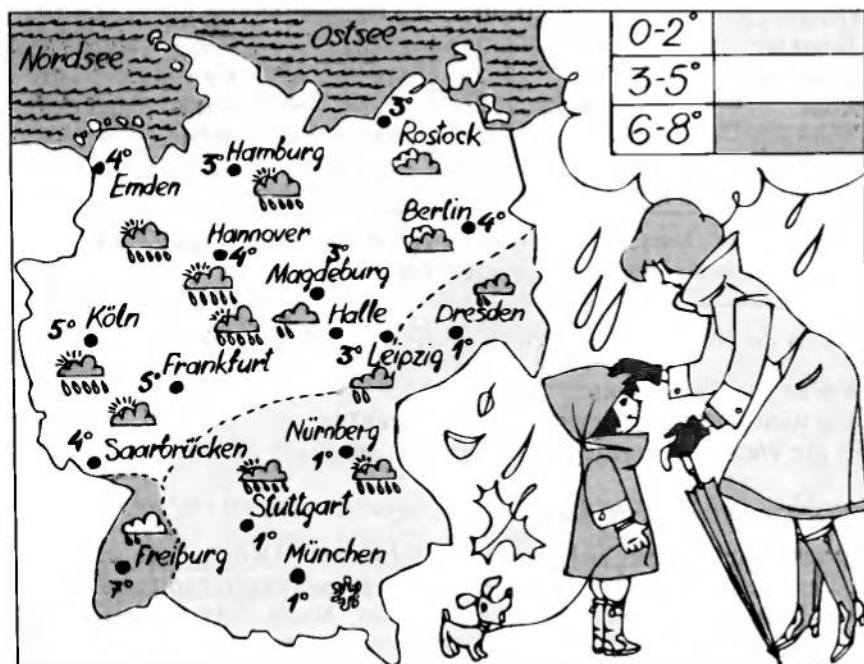 Nordsee
Ostsee
0-2°
3-5°
6-8°
3°
Rostock
4°
Emden
3°
Hamburg
Berlin
4°
Hannover
4°
3°
Magdeburg
5°
Köln
Halle
3°
Dresden
1°
Leipzig
Frankfurt
5°
4°
Saarbrücken
Nürnberg
1°
Stuttgart
1°
Freiburg
7°
München
1°